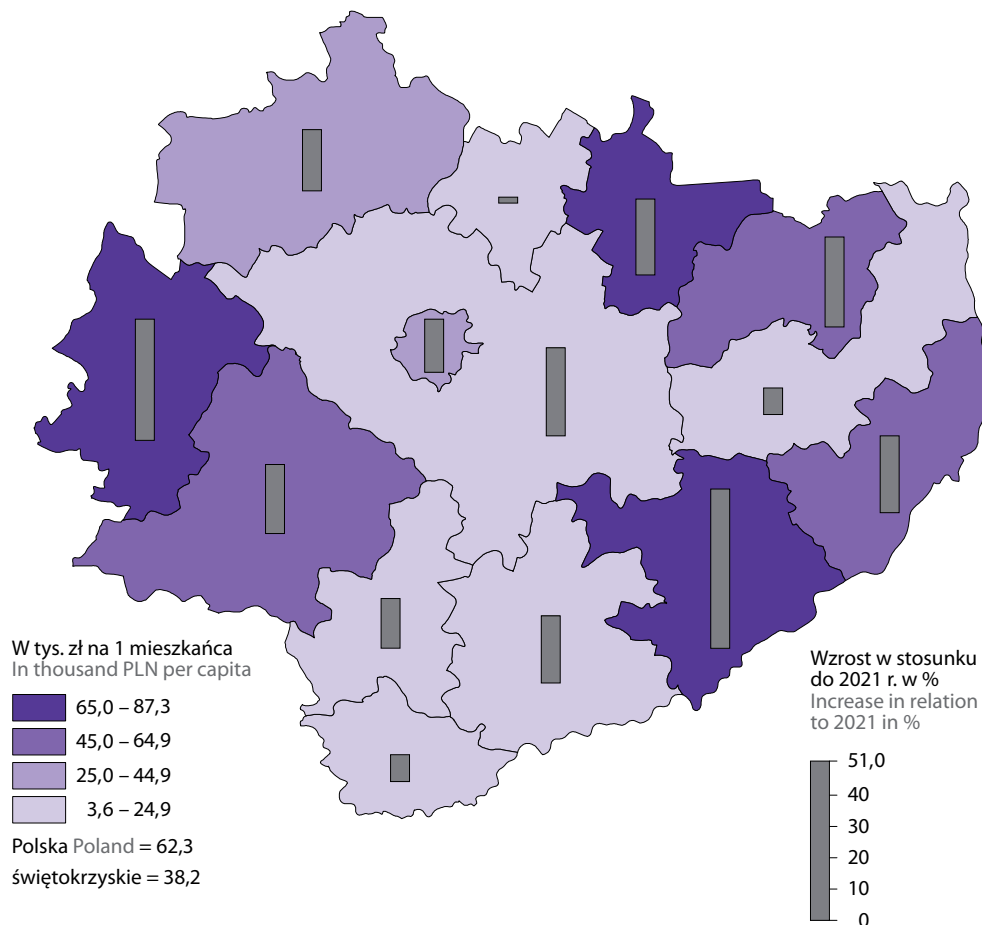 W tys. zł na 1 mieszkańca
In thousand PLN per capita
65,0 – 87,3
45,0 – 64,9
25,0 – 44,9
3,6 – 24,9
Polska Poland = 62,3
świętokrzyskie = 38,2
Wzrost w stosunku
do 2021 r. w %
Increase in relation
to 2021 in %
51,0
40
30
20
10
0